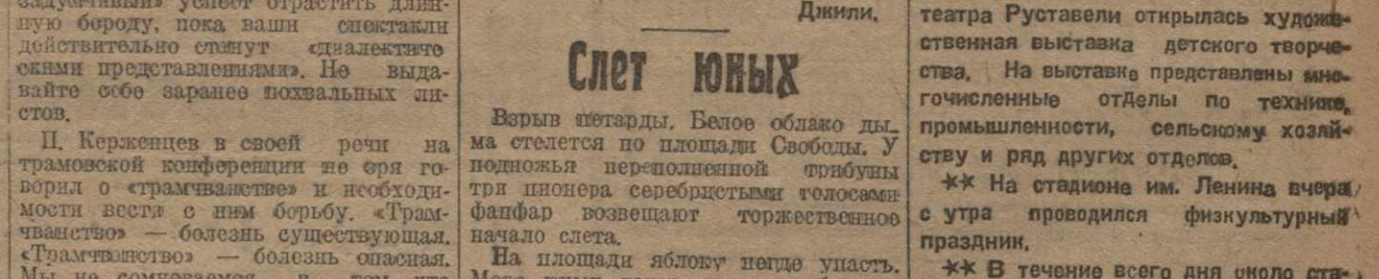 успеет отрастить длин-
ную бороду, пока ваши спектакли
действительно станут «диалектиче
скими представлениями». Не выда-
вайте себе заранее похвальных ли-
стов.
П. Керженцев в своей речи на
трамовской конференции не зря го-
ворил о «трамчванстве» и необходи-
мости вести с ним борьбу. «Трам-
чванство» — болезнь существующая.
«Трамчванство» — болезнь опасная.
Мы не сомневаемся в том что
Джили.
Слет юных
Взрыв петарды. Белое облако ды-
ма стелется по площади Свободы. У
подножья переполненной трибуны
три пионера серебристыми голосами
фанфар возвещают торжественное
начало слета.
На площади яблоку негде упасть.
театра Руставели открылась художе-
ственная выставка детского творче-
ства. На выставке представлены мно-
гочисленные отделы по технике,
промышленности, сельскому хозяй-
ству и ряд других отделов.
** На стадионе им. Ленина вчера
с утра проводился физкультурный
праздник.
** В течение всего дня около ста-